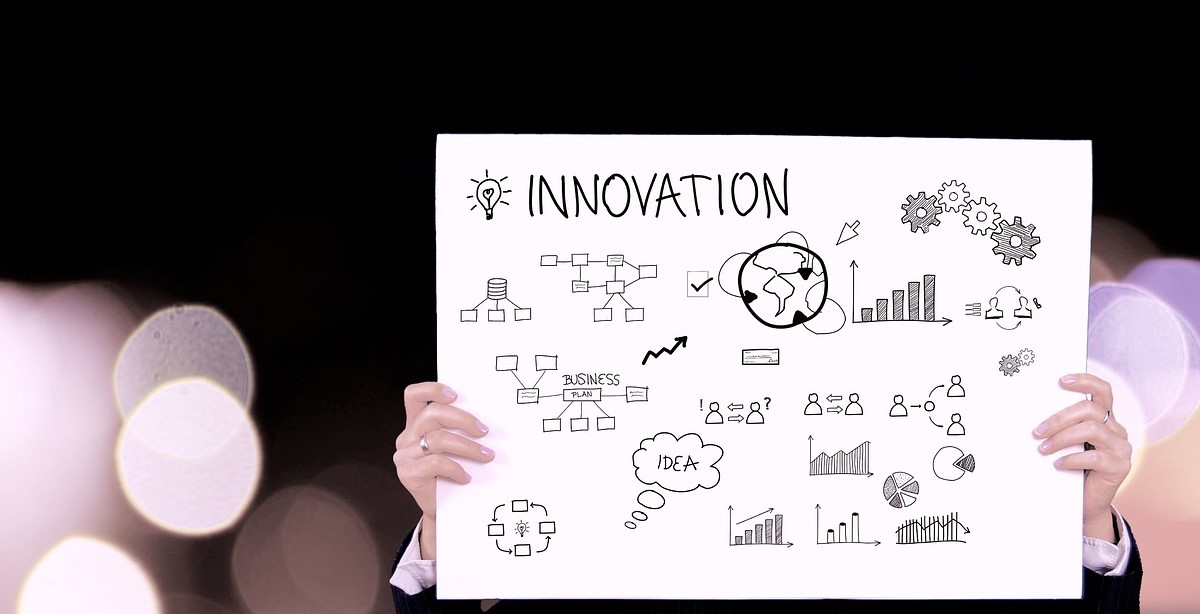 INNOVATION
BUSINESS
PLAN
!
?
IDEA